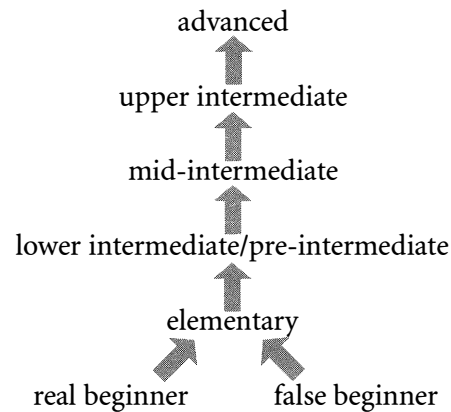 advanced
upper intermediate
mid-intermediate
lower intermediate/pre-intermediate
elementary
real beginner false beginner